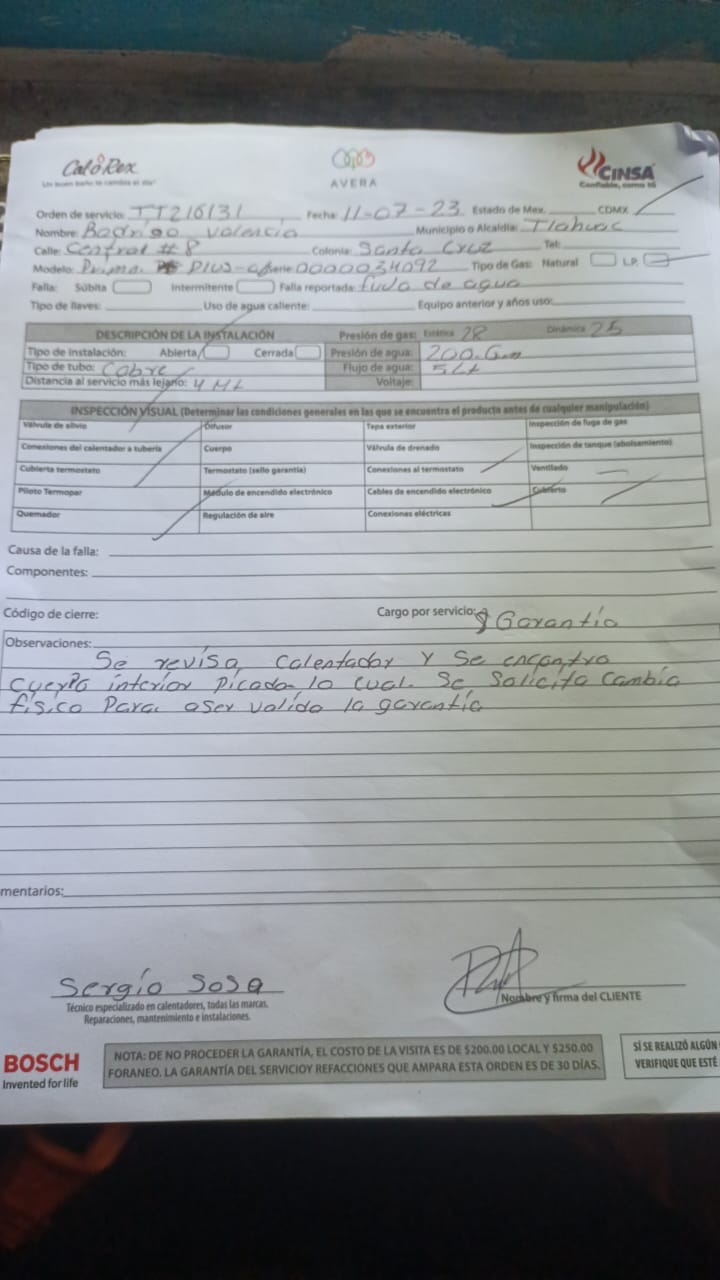 CalORex
Un buen baño te cambia el día
AVERA
CINSA
Confiable, como tú
Orden de servicio: TT216131 Fecha: 11-07-23 Estado de Mex. CDMX
Nombre: Valencia Municipio o Alcaldía: Tlahuac
Calle: Central #8 Colonia: Santa Cruz Tel:
Modelo: Prima Plus Serie 0000034092 Tipo de Gas: Natural L.P.
Falla: Súbita Intermitente Falla reportada: fuda de agua
Tipo de llaves: Uso de agua caliente: Equipo anterior y años uso:
DESCRIPCIÓN DE LA INSTALACIÓN Presión de gas: Estática 28 Dinámica 25
Tipo de instalación: Abierta Cerrada Presión de agua: 200
Tipo de tubo: Cobre Flujo de agua:
Distancia al servicio más lejano: 4 Mt Voltaje:
INSPECCIÓN VISUAL (Determinar las condiciones generales en las que se encuentra el producto antes de cualquier manipulación)
Válvula de alivio Difusor Tapa exterior Inspección de fuga de gas
Conexiones del calentador a tubería Cuerpo Válvula de drenado Inspección de tanque (abolsamiento)
Cubierta termostato Termostato (sello garantía) Conexiones al termostato Ventilado
Piloto Termopar Módulo de encendido electrónico Cables de encendido electrónico Cubierto
Quemador Regulación de aire Conexiones eléctricas
Causa de la falla:
Componentes:
Código de cierre: Cargo por servicio: Garantía
Observaciones:
Se revisa calentador y se encontro
cuerpo interior picado lo cual. se solicita cambio
fisico para aser valido la garantía
mentarios:
Sergio Sosa
Técnico especializado en calentadores, todas las marcas.
Reparaciones, mantenimiento e instalaciones.
Nombre y firma del CLIENTE
BOSCH
Invented for life
NOTA: DE NO PROCEDER LA GARANTÍA, EL COSTO DE LA VISITA ES DE $200.00 LOCAL Y $250.00
FORANEO. LA GARANTÍA DEL SERVICIOY REFACCIONES QUE AMPARA ESTA ORDEN ES DE 30 DÍAS.
SÍ SE REALIZÓ ALGÚN
VERIFIQUE QUE ESTÉ